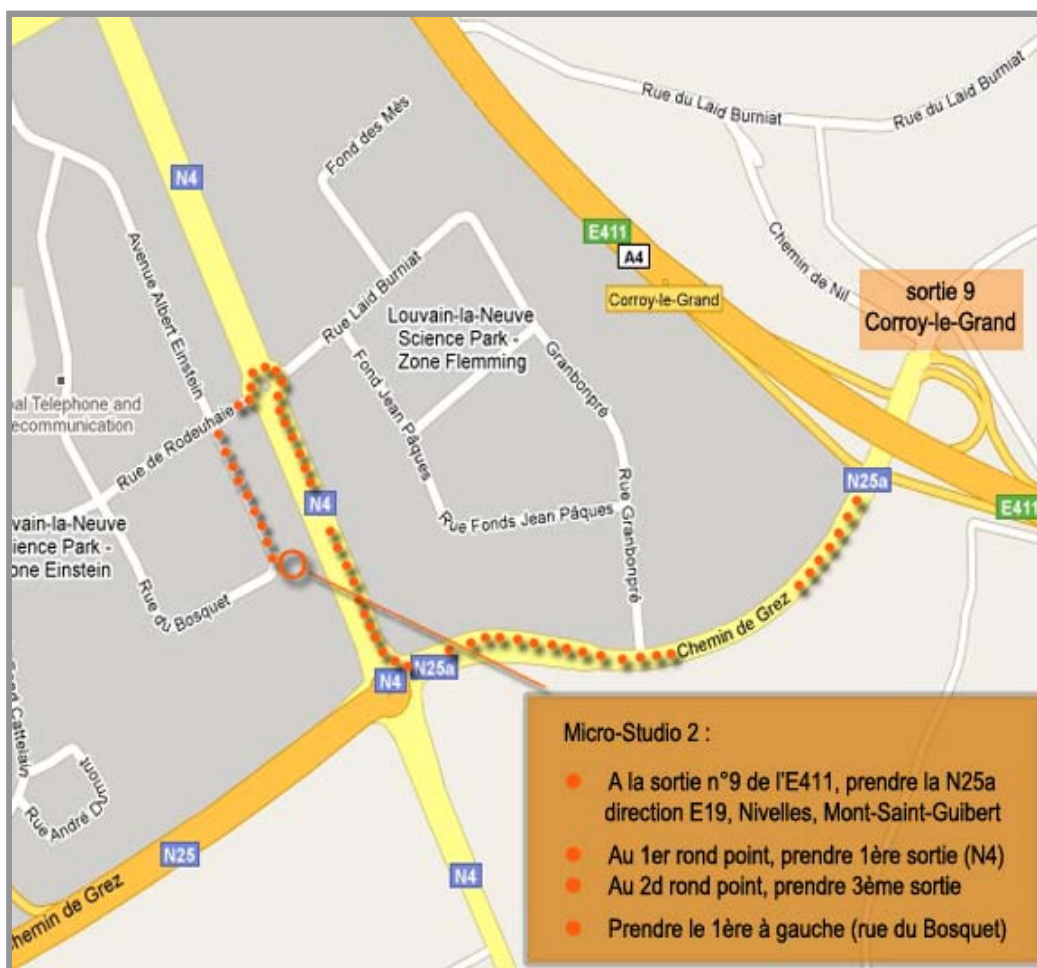 Rue du Laid Burniat
Rue du Laid Burniat
Fond des Mès
N4
Avenue Albert Einstein
E411
A4
Chemin de Nil
Corroy-le-Grand
sortie 9
Corroy-le-Grand
Rue Laid Burniat
Louvain-la-Neuve
Science Park -
Zone Flemming
Granbonpré
Fond Jean Pâques
Telephone and
Rue de Rodeuhaie
N4
N25a
E411
Rue Granbonpré
Rue Fonds Jean Pâques
vain-la-Neuve
ience Park -
one Einstein
Rue du Bosquet
Chemin de Grez
N4
N25a
Rue André D
N25
N4
Chemin de Grez
Micro-Studio 2 :
A la sortie n°9 de l'E411, prendre la N25a
direction E19, Nivelles, Mont-Saint-Guibert
Au 1er rond point, prendre 1ère sortie (N4)
Au 2d rond point, prendre 3ème sortie
Prendre le 1ère à gauche (rue du Bosquet)